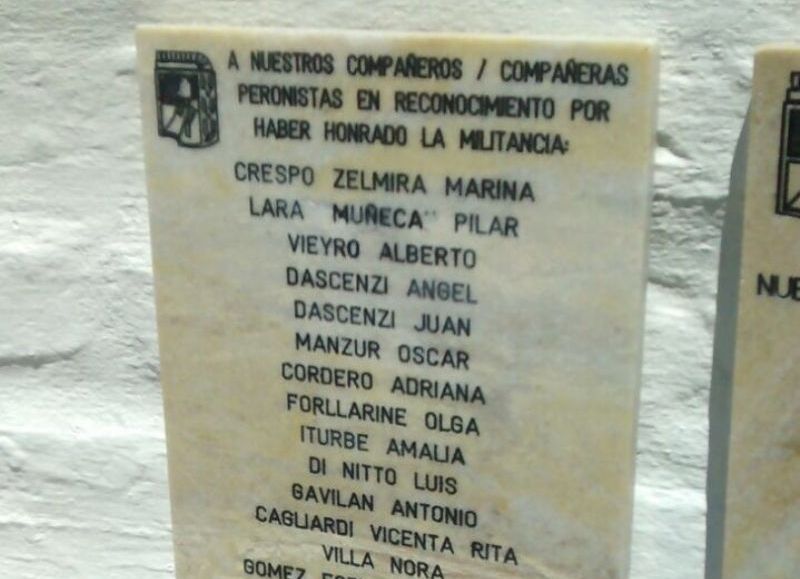 A NUESTROS COMPAÑEROS / COMPAÑERAS
PERONISTAS EN RECONOCIMIENTO POR
HABER HONRADO LA MILITANCIA:
CRESPO ZELMIRA MARINA
LARA MUÑECA" PILAR
VIEYRO ALBERTO
DASCENZI ANGEL
DASCENZI JUAN
MANZUR OSCAR
CORDERO ADRIANA
FORLLARINE OLGA
ITURBE AMALIA
DI NITTO LUIS
GAVILAN ANTONIO
CAGLIARDI VICENTA RITA
VILLA NORA
GOMEZ